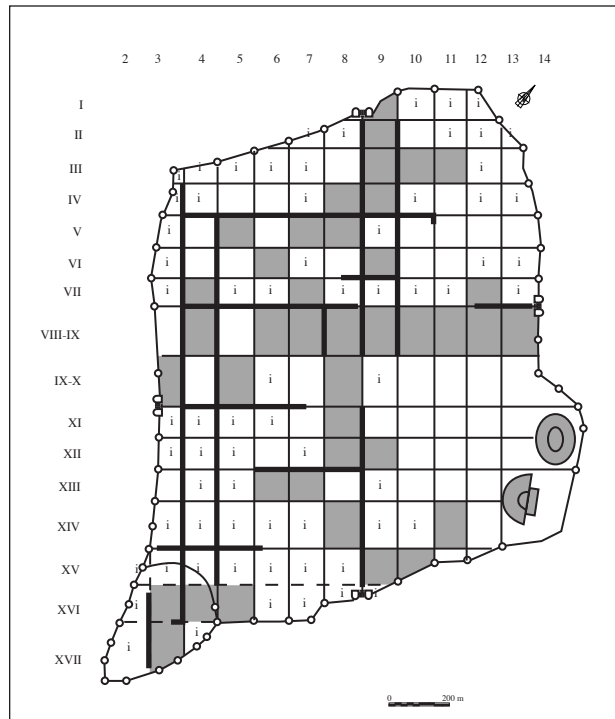 2 3 4 5 6 7 8 9 10 11 12 13 14
I i i i
II i i i i i
III i i i i i i
IV i i i i i i
V i i
VI i i i i
VII i i i i i i i i
VIII-IX
IX-X i i
XI i i i i
XII i i i i
XIII i i i
XIV i i i i i i i
XV i i i i i i i
i i
XVI i i i
i
XVII i
0 200 m